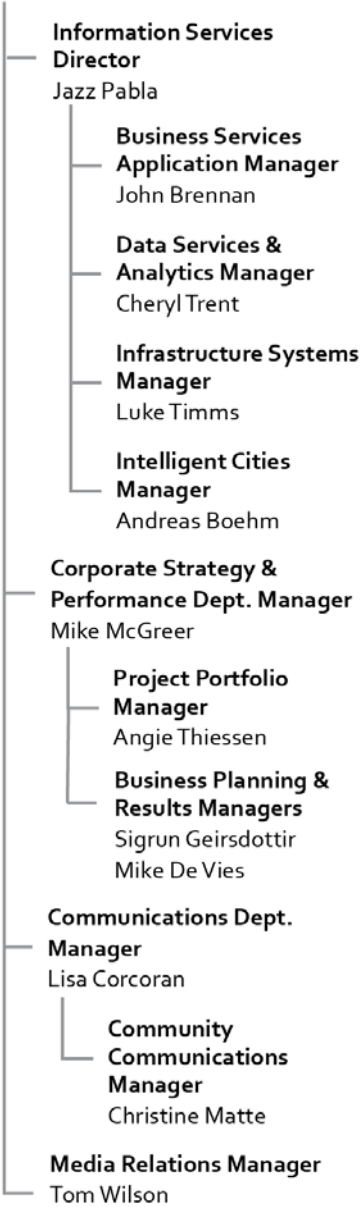 Information Services
Director
Jazz Pabla
Business Services
Application Manager
John Brennan
Data Services &
Analytics Manager
Cheryl Trent
Infrastructure Systems
Manager
Luke Timms
Intelligent Cities
Manager
Andreas Boehm
Corporate Strategy &
Performance Dept. Manager
Mike McGreer
Project Portfolio
Manager
Angie Thiessen
Business Planning &
Results Managers
Sigrun Geirsdottir
Mike De Vies
Communications Dept.
Manager
Lisa Corcoran
Community
Communications
Manager
Christine Matte
Media Relations Manager
Tom Wilson